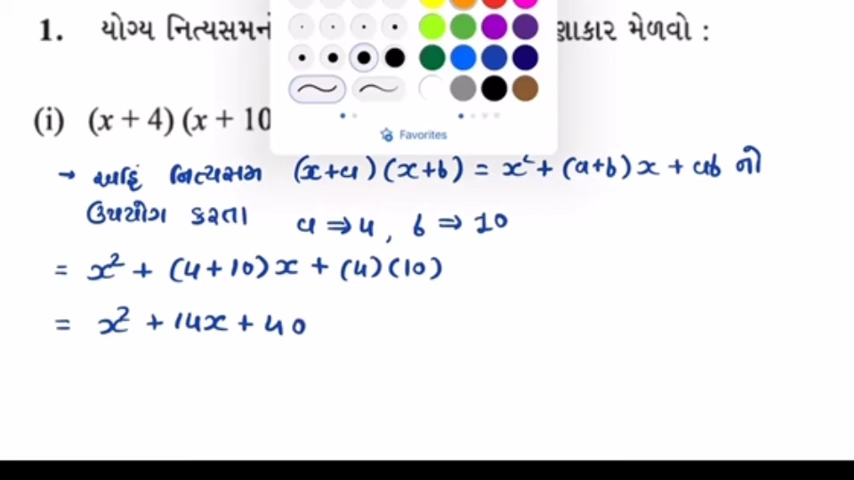 1. યોગ્ય નિત્યસમનો ણાકાર મેળવો :
(i) (x + 4) (x + 10
Favorites
→ અહિં નિત્યસમ (x+a) (x+b) = x² + (a+b)x + ab નો
ઉપયોગ કરતા a ⇒ 4, b ⇒ 10
= x² + (4+10)x + (4)(10)
= x² + 14x + 40